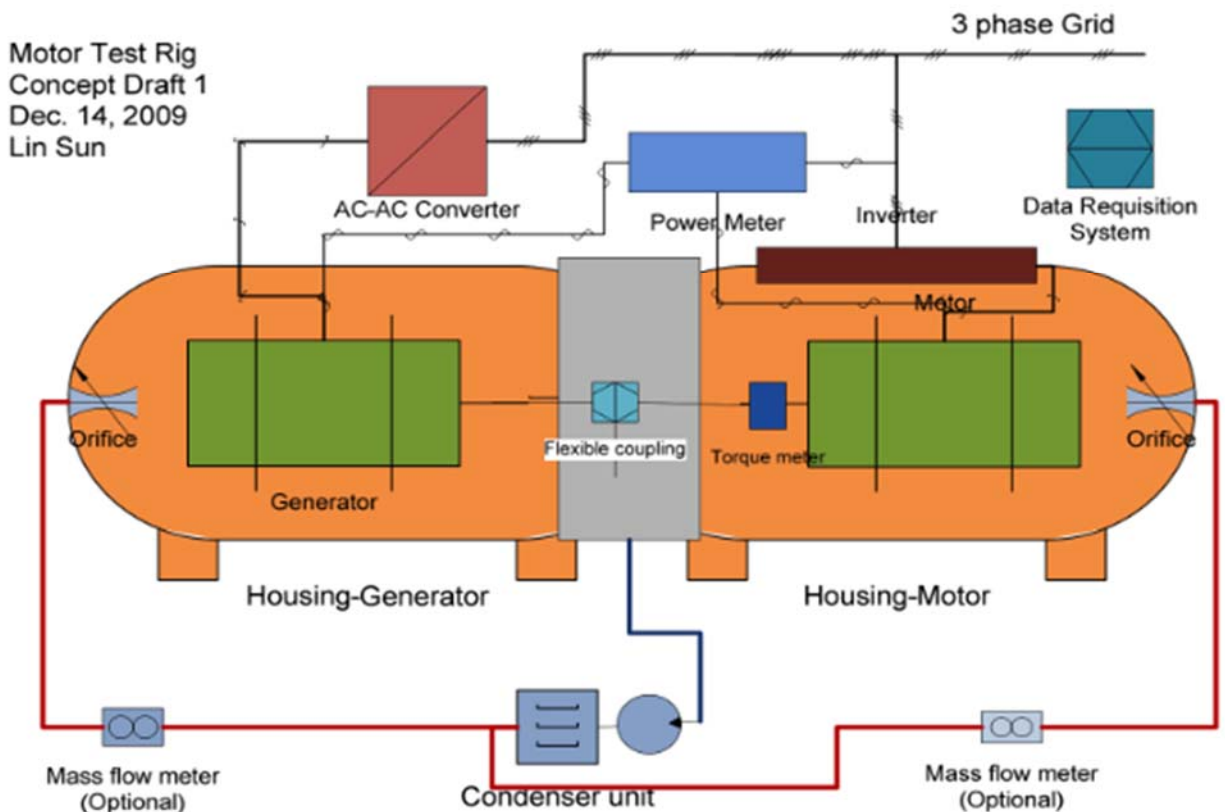 Motor Test Rig
Concept Draft 1
Dec. 14, 2009
Lin Sun
3 phase Grid
AC-AC Converter
Power Meter
Inverter
Data Requisition
System
Motor
Orifice
Flexible coupling
Torque meter
Orifice
Generator
Housing-Generator
Housing-Motor
Mass flow meter
(Optional)
Condenser unit
Mass flow meter
(Optional)